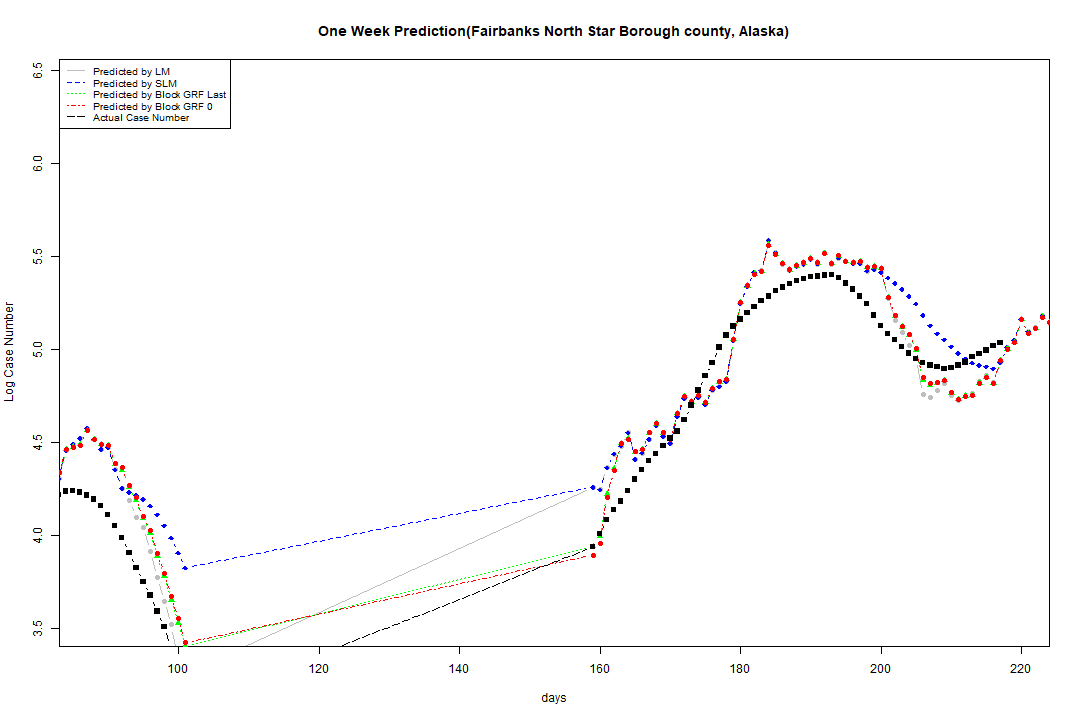 One Week Prediction(Fairbanks North Star Borough county, Alaska)
Predicted by LM
Predicted by SLM
Predicted by Block GRF Last
Predicted by Block GRF 0
Actual Case Number
Log Case Number
6.5
6.0
5.5
5.0
4.5
4.0
3.5
100 120 140 160 180 200 220
days